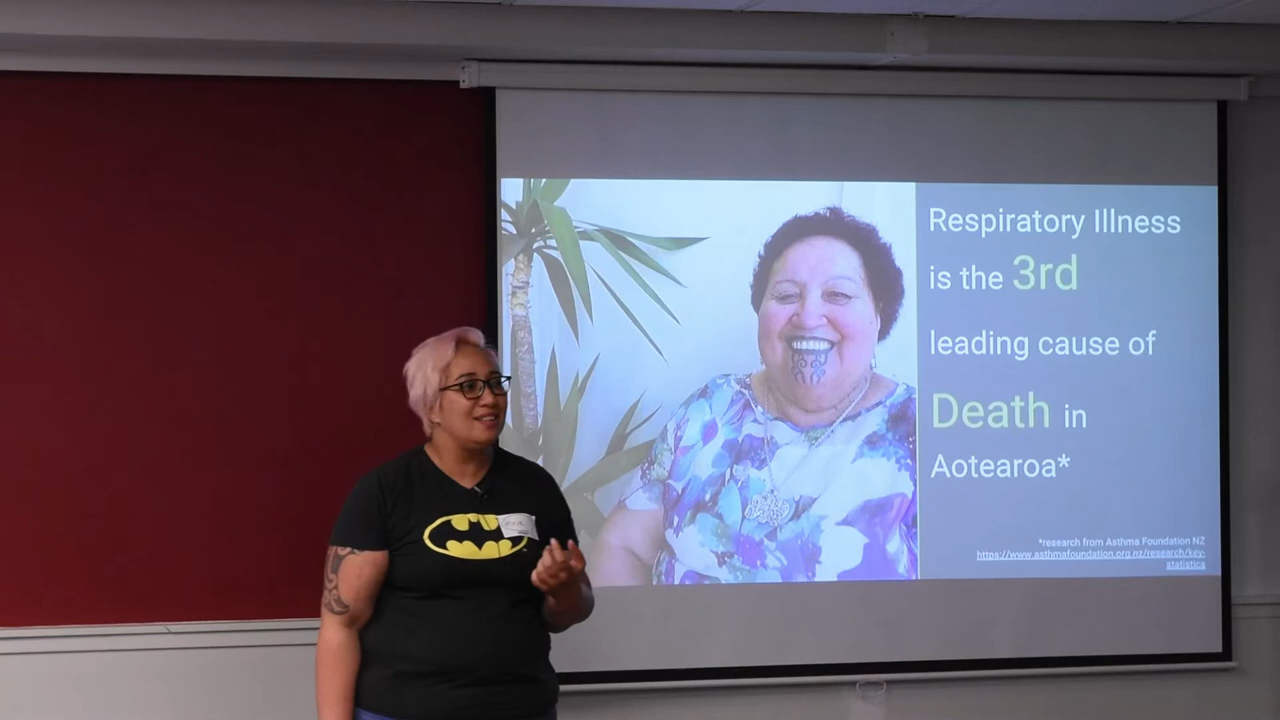 Respiratory Illness
is the 3rd
leading cause of
Death in
Aotearoa*
*research from Asthma Foundation NZ
https://www.asthmafoundation.org.nz/research/key-
statistics